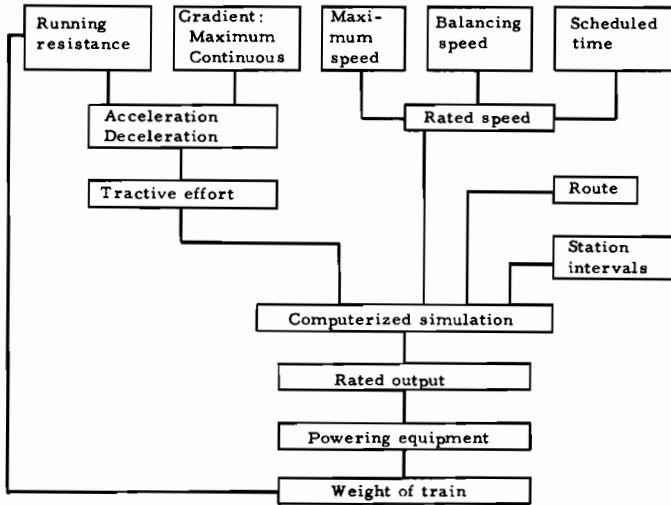 Running
resistance
Gradient:
Maximum
Continuous
Maxi-
mum
speed
Balancing
speed
Scheduled
time
Acceleration
Deceleration
Rated speed
Tractive effort
Route
Station
intervals
Computerized simulation
Rated output
Powering equipment
Weight of train